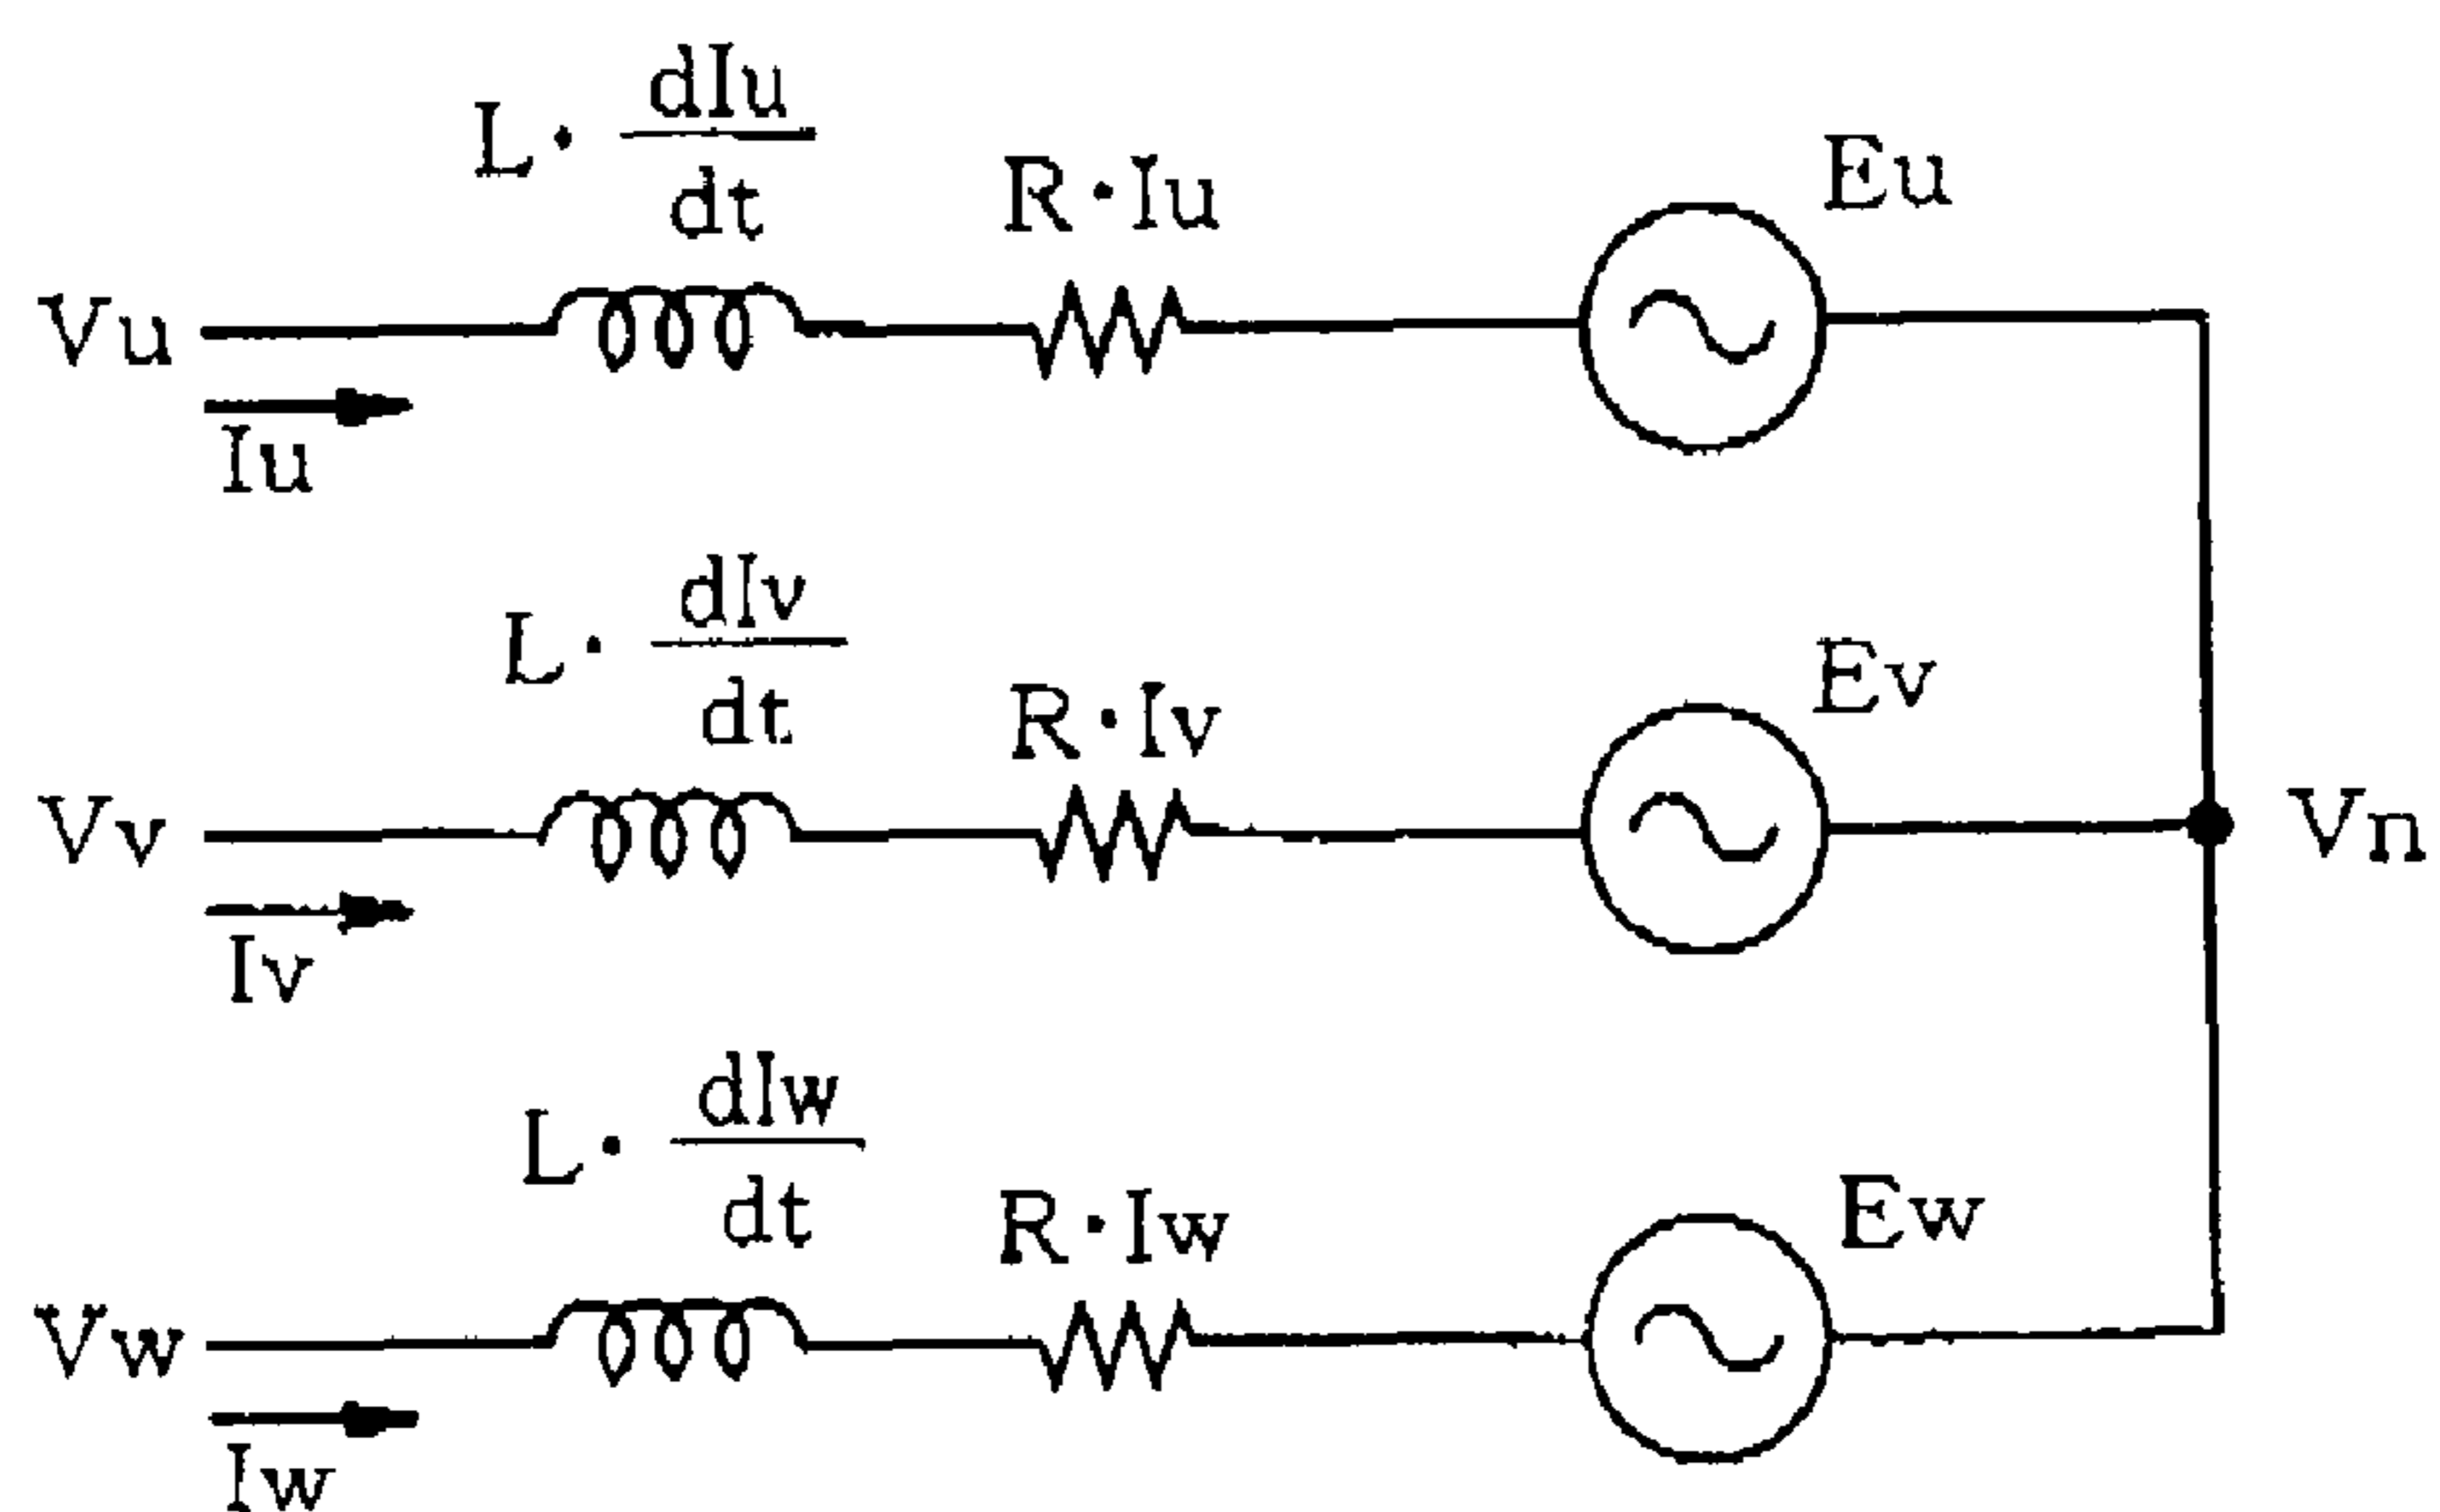 L· dIu/dt
R·Iu
Eu
Vu
Iu
L· dIv/dt
R·Iv
Ev
Vv
Vn
Iv
L· dIw/dt
R·Iw
Ew
Vw
Iw